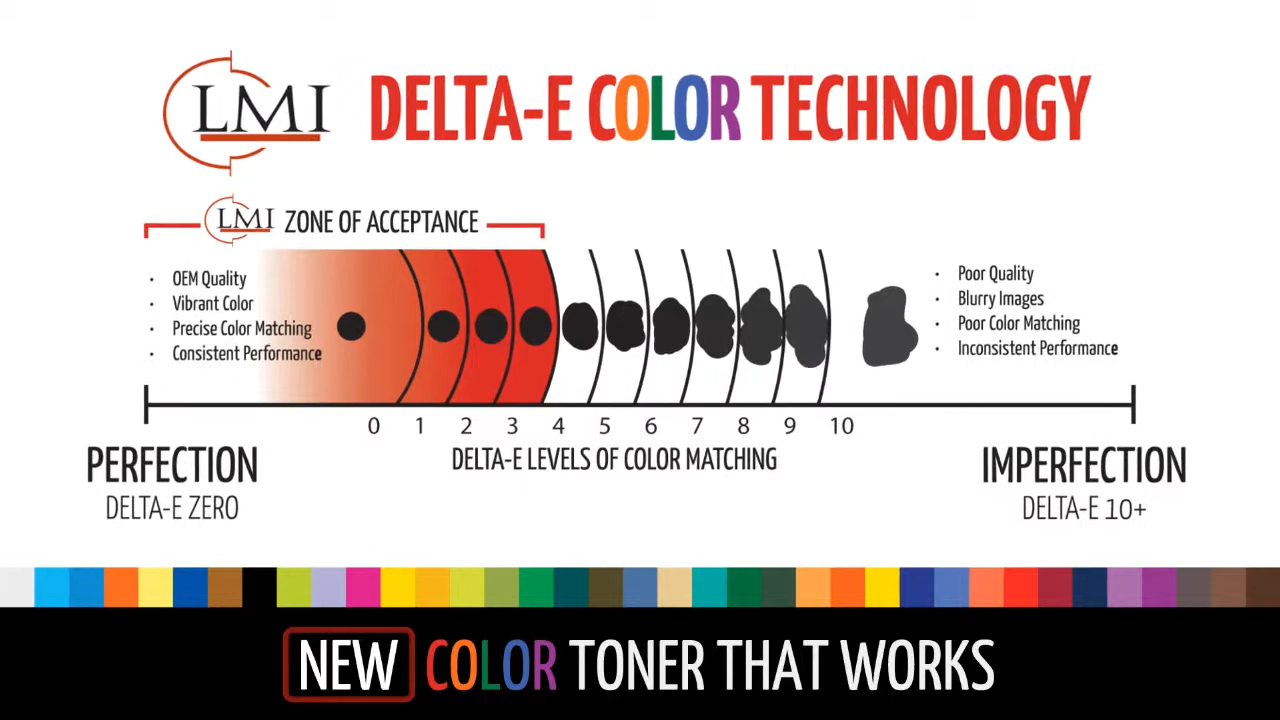 LMI
DELTA-E COLOR TECHNOLOGY
LMI ZONE OF ACCEPTANCE
· OEM Quality
· Vibrant Color
· Precise Color Matching
· Consistent Performance
· Poor Quality
· Blurry Images
· Poor Color Matching
· Inconsistent Performance
0 1 2 3 4 5 6 7 8 9 10
DELTA-E LEVELS OF COLOR MATCHING
PERFECTION
DELTA-E ZERO
IMPERFECTION
DELTA-E 10+
NEW COLOR TONER THAT WORKS